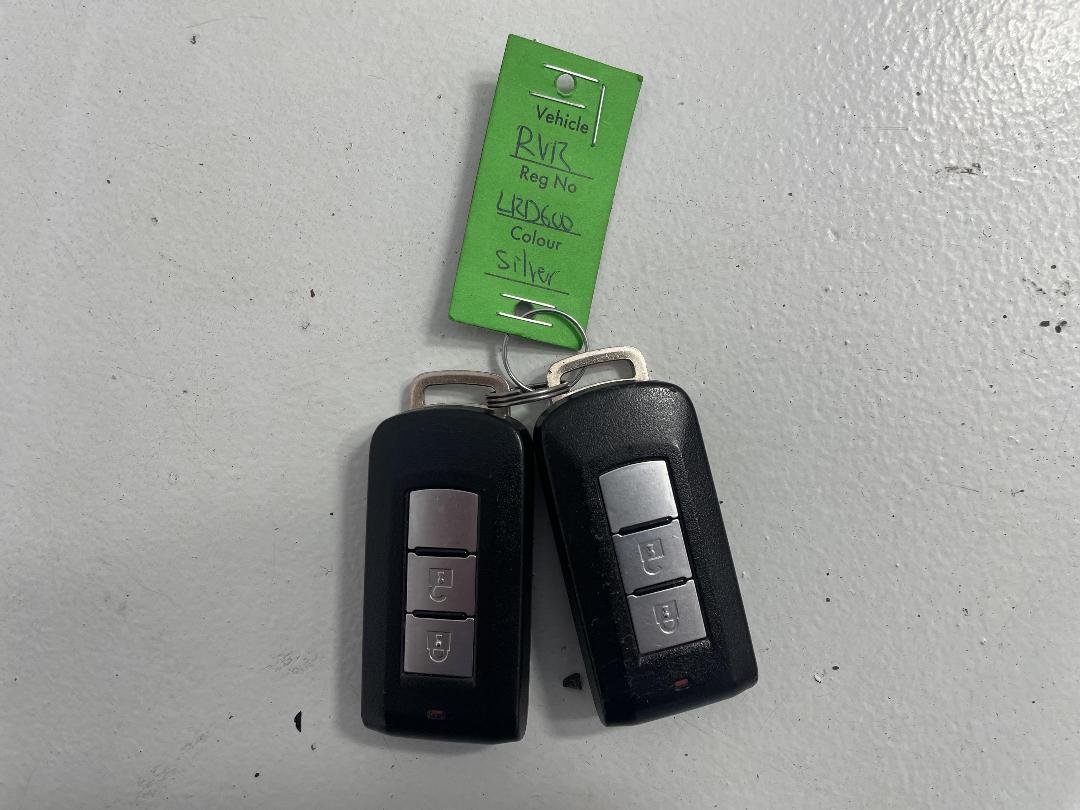 Vehicle
RVR
Reg No
LRD600
Colour
Silver